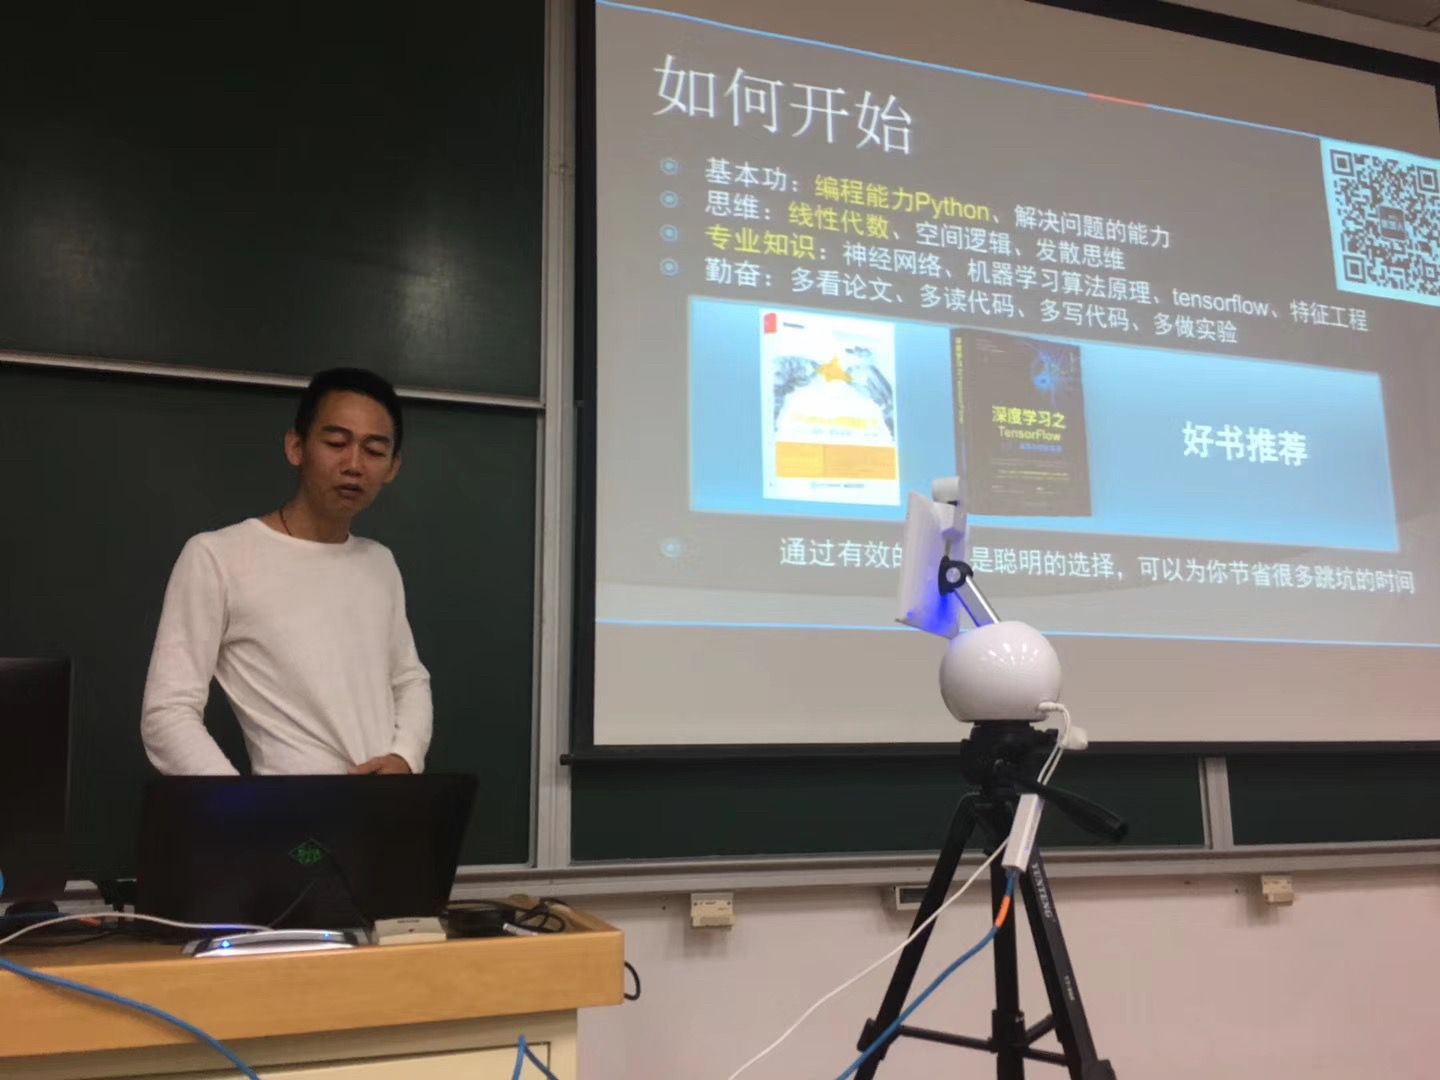 如何开始
基本功：编程能力Python、解决问题的能力
思维：线性代数、空间逻辑、发散思维
专业知识：神经网络、机器学习算法原理、tensorflow、特征工程
勤奋：多看论文、多读代码、多写代码、多做实验
深度学习之
TensorFlow
好书推荐
通过有效的 是聪明的选择，可以为你节省很多跳坑的时间
YUNTENG